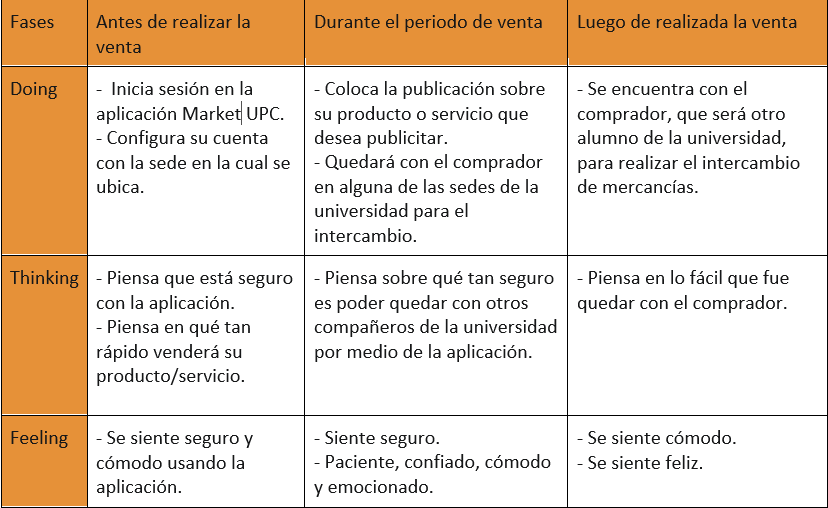 Fases
Antes de realizar la
venta
Durante el periodo de venta
Luego de realizada la venta
Doing
- Inicia sesión en la
aplicación Market UPC.
- Configura su cuenta
con la sede en la cual se
ubica.
- Coloca la publicación sobre
su producto o servicio que
desea publicitar.
- Quedará con el comprador
en alguna de las sedes de la
universidad para el
intercambio.
- Se encuentra con el
comprador, que será otro
alumno de la universidad,
para realizar el intercambio
de mercancías.
Thinking
- Piensa que está seguro
con la aplicación.
- Piensa en qué tan
rápido venderá su
producto/servicio.
- Piensa sobre qué tan seguro
es poder quedar con otros
compañeros de la universidad
por medio de la aplicación.
- Piensa en lo fácil que fue
quedar con el comprador.
Feeling
- Se siente seguro y
cómodo usando la
aplicación.
- Siente seguro.
- Paciente, confiado, cómodo
y emocionado.
- Se siente cómodo.
- Se siente feliz.